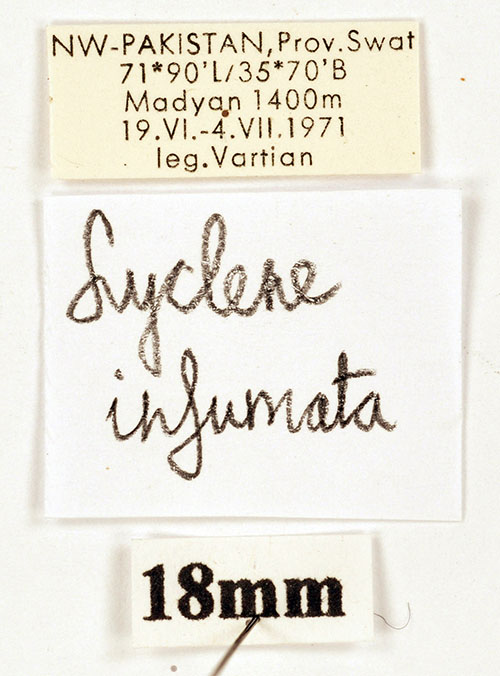 NW-PAKISTAN, Prov. Swat
71*90'L/35*70'B
Madyan 1400m
19.VI.-4.VII.1971
leg. Vartian
Lyclene
infumata
18mm